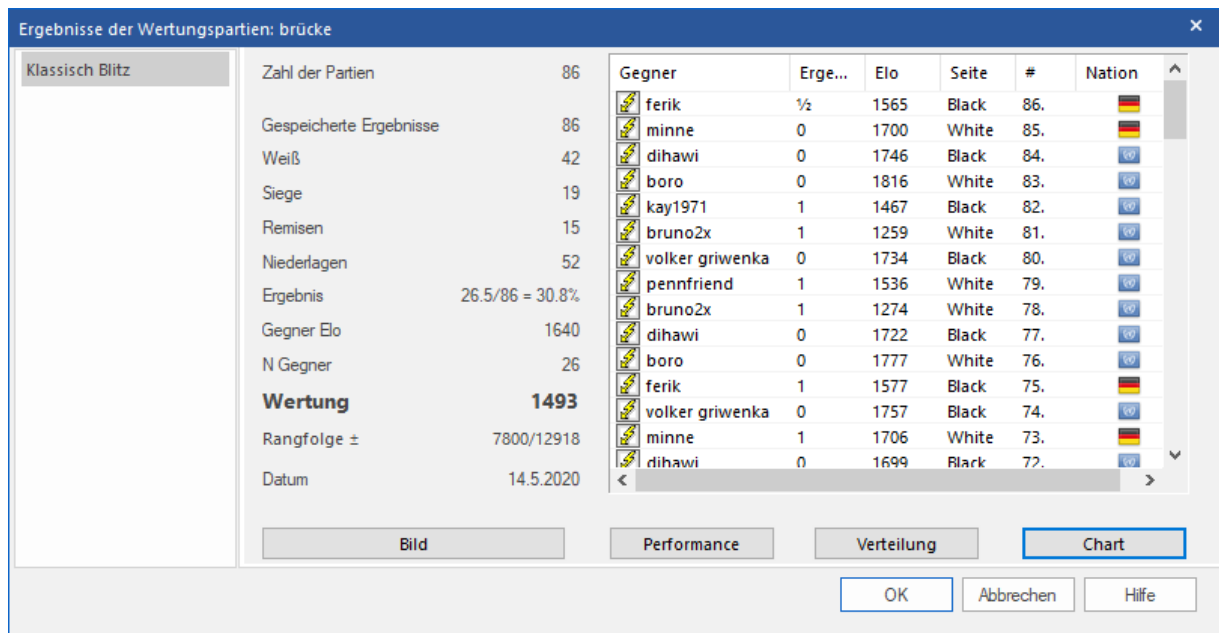 Ergebnisse der Wertungspartien: brücke
Klassisch Blitz
Zahl der Partien 86
Gespeicherte Ergebnisse 86
Weiß 42
Siege 19
Remisen 15
Niederlagen 52
Ergebnis 26.5/86 = 30.8%
Gegner Elo 1640
N Gegner 26
Wertung 1493
Rangfolge ± 7800/12918
Datum 14.5.2020
Gegner Erge... Elo Seite # Nation
ferik ½ 1565 Black 86.
minne 0 1700 White 85.
dihawi 0 1746 Black 84.
boro 0 1816 White 83.
kay1971 1 1467 Black 82.
bruno2x 1 1259 White 81.
volker griwenka 0 1734 Black 80.
pennfriend 1 1536 White 79.
bruno2x 1 1274 White 78.
dihawi 0 1722 Black 77.
boro 0 1777 White 76.
ferik 1 1577 Black 75.
volker griwenka 0 1757 Black 74.
minne 1 1706 White 73.
dihawi 0 1699 Black 72.
Bild Performance Verteilung Chart
OK Abbrechen Hilfe